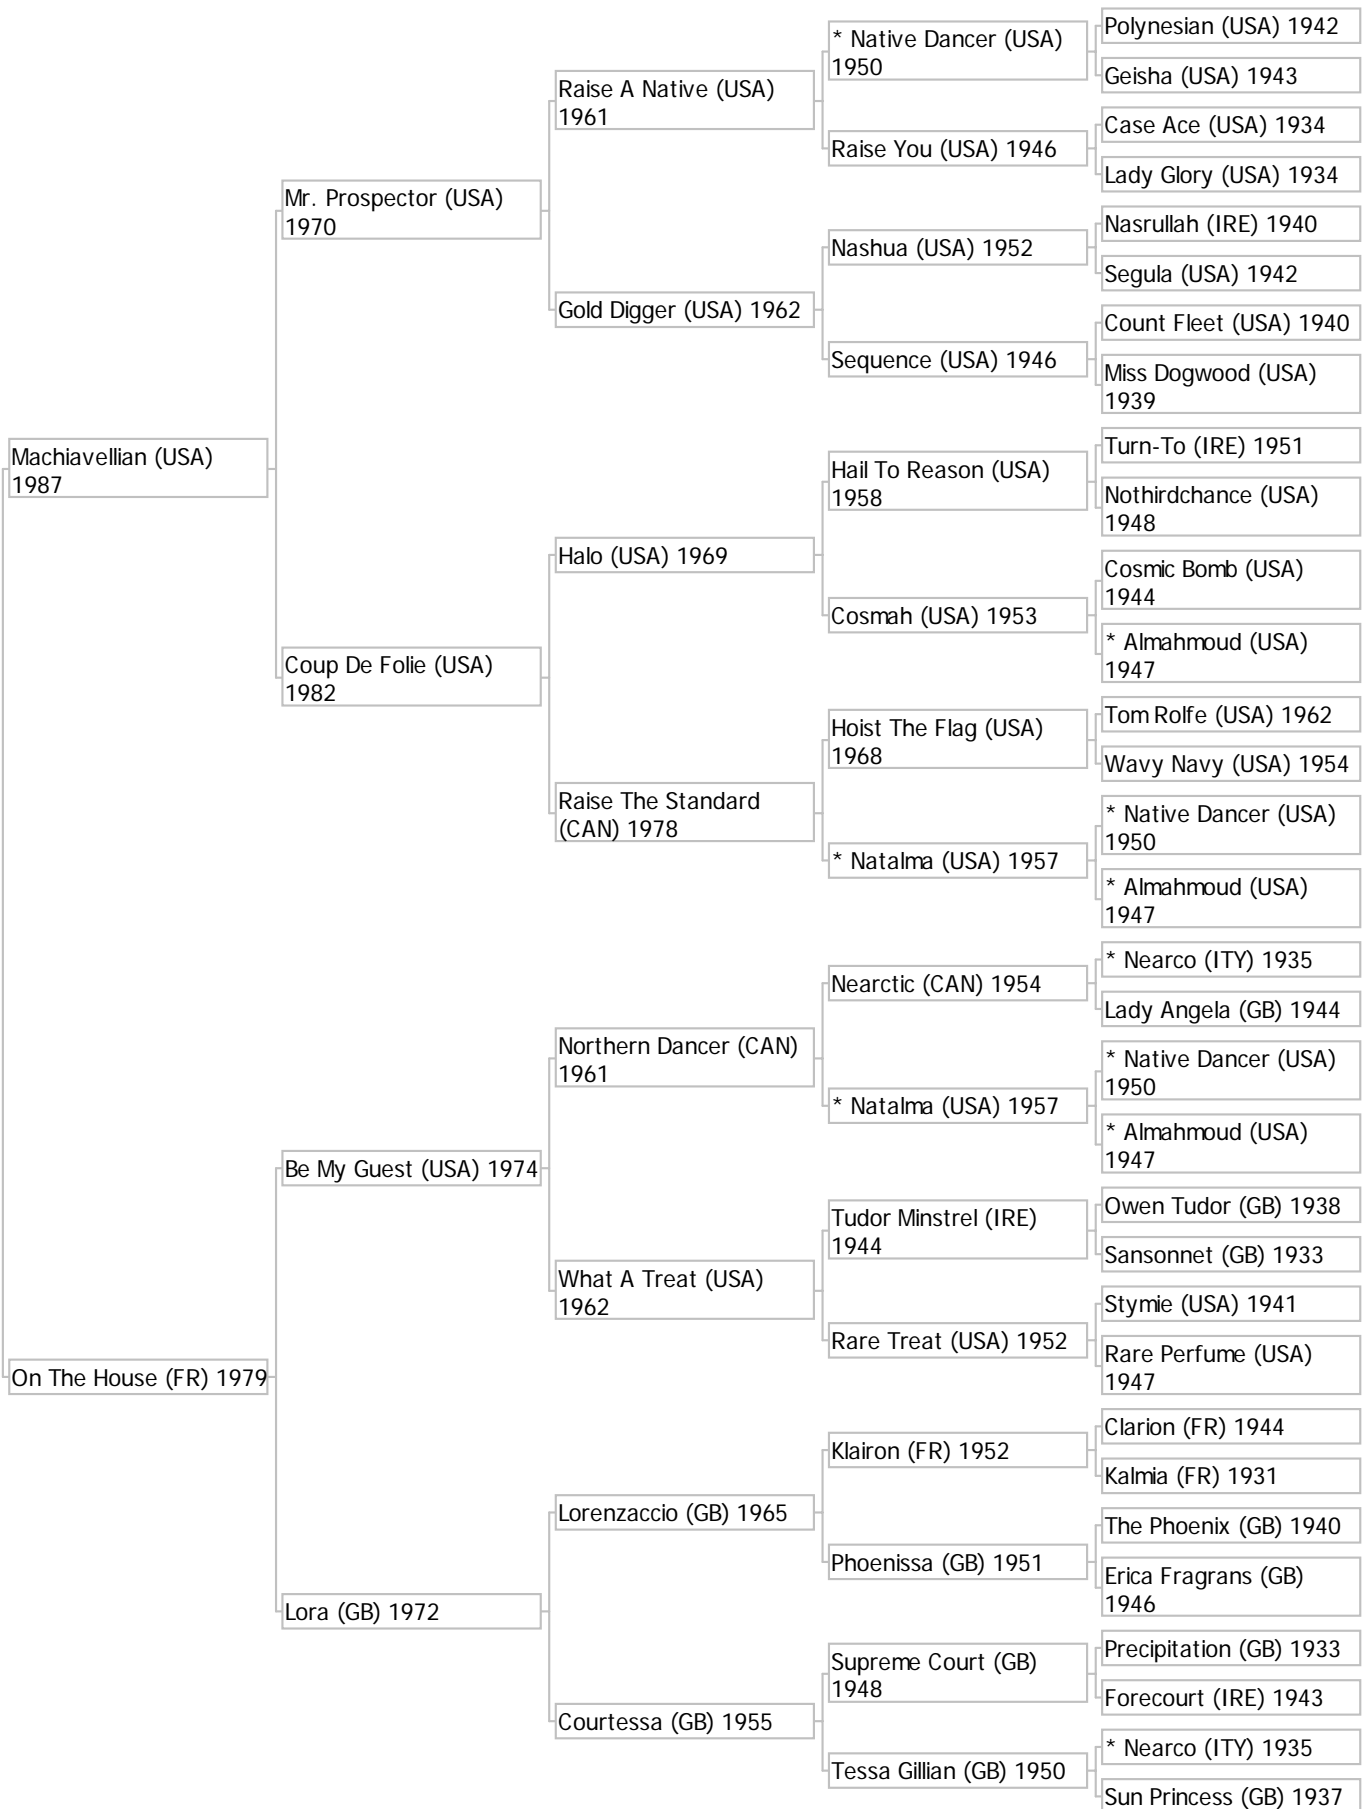 Machiavellian (USA)
1987
On The House (FR) 1979
Mr. Prospector (USA)
1970
Coup De Folie (USA)
1982
Be My Guest (USA) 1974
Lora (GB) 1972
Raise A Native (USA)
1961
Gold Digger (USA) 1962
Halo (USA) 1969
Raise The Standard
(CAN) 1978
Northern Dancer (CAN)
1961
What A Treat (USA)
1962
Lorenzaccio (GB) 1965
Courtessa (GB) 1955
* Native Dancer (USA)
1950
Raise You (USA) 1946
Nashua (USA) 1952
Sequence (USA) 1946
Hail To Reason (USA)
1958
Cosmah (USA) 1953
Hoist The Flag (USA)
1968
* Natalma (USA) 1957
Nearctic (CAN) 1954
* Natalma (USA) 1957
Tudor Minstrel (IRE)
1944
Rare Treat (USA) 1952
Klairon (FR) 1952
Phoenissa (GB) 1951
Supreme Court (GB)
1948
Tessa Gillian (GB) 1950
Polynesian (USA) 1942
Geisha (USA) 1943
Case Ace (USA) 1934
Lady Glory (USA) 1934
Nasrullah (IRE) 1940
Segula (USA) 1942
Count Fleet (USA) 1940
Miss Dogwood (USA)
1939
Turn-To (IRE) 1951
Nothirdchance (USA)
1948
Cosmic Bomb (USA)
1944
* Almahmoud (USA)
1947
Tom Rolfe (USA) 1962
Wavy Navy (USA) 1954
* Native Dancer (USA)
1950
* Almahmoud (USA)
1947
* Nearco (ITY) 1935
Lady Angela (GB) 1944
* Native Dancer (USA)
1950
* Almahmoud (USA)
1947
Owen Tudor (GB) 1938
Sansonnet (GB) 1933
Stymie (USA) 1941
Rare Perfume (USA)
1947
Clarion (FR) 1944
Kalmia (FR) 1931
The Phoenix (GB) 1940
Erica Fragrans (GB)
1946
Precipitation (GB) 1933
Forecourt (IRE) 1943
* Nearco (ITY) 1935
Sun Princess (GB) 1937